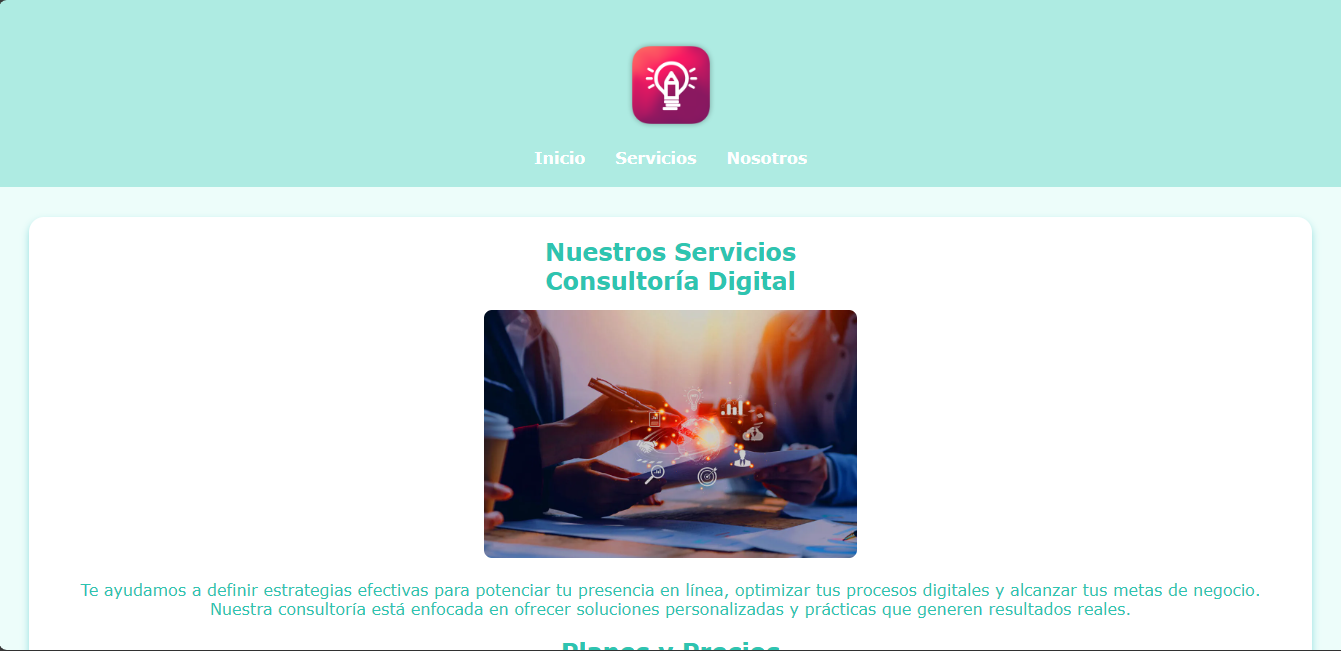 Inicio Servicios Nosotros
Nuestros Servicios
Consultoría Digital
Te ayudamos a definir estrategias efectivas para potenciar tu presencia en línea, optimizar tus procesos digitales y alcanzar tus metas de negocio.
Nuestra consultoría está enfocada en ofrecer soluciones personalizadas y prácticas que generen resultados reales.
Planes y Precios